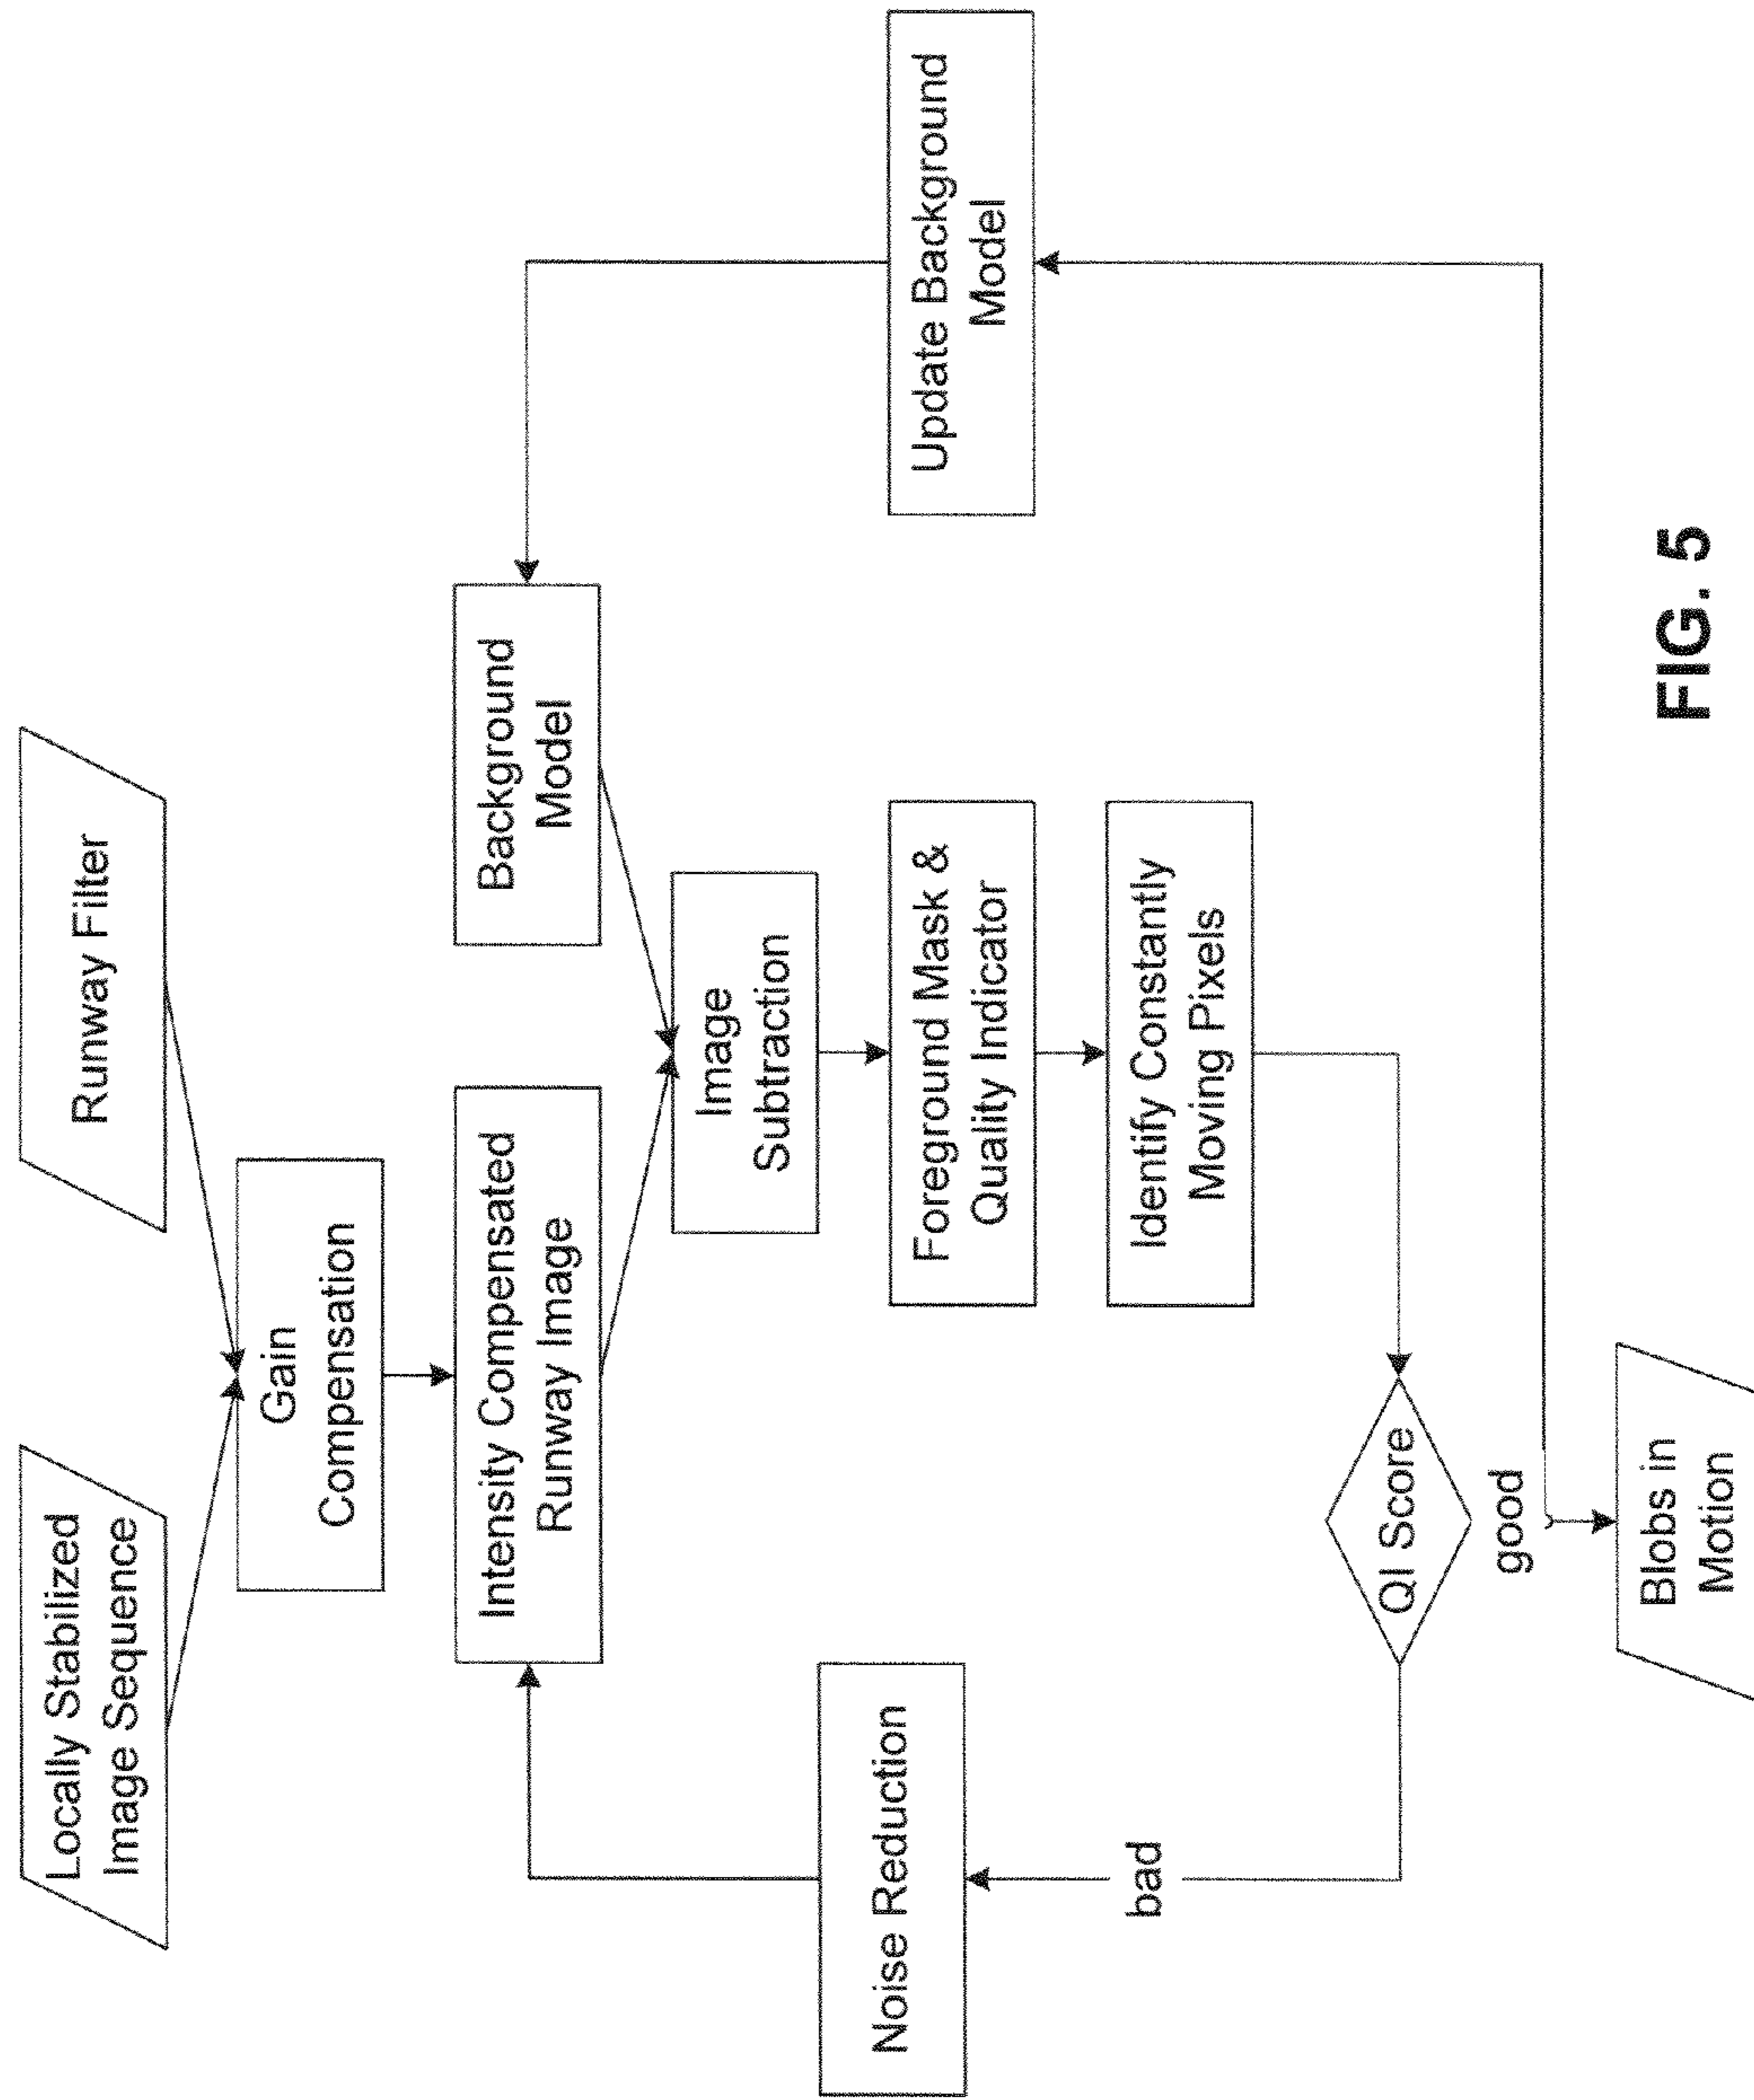 Locally Stabilized
Image Sequence
Runway Filter
Gain
Compensation
Intensity Compensated
Runway Image
Background
Model
Image
Subtraction
Noise Reduction
Foreground Mask &
Quality Indicator
Update Background
Model
Identify Constantly
Moving Pixels
bad
QI Score
good
Blobs in
Motion
FIG. 5